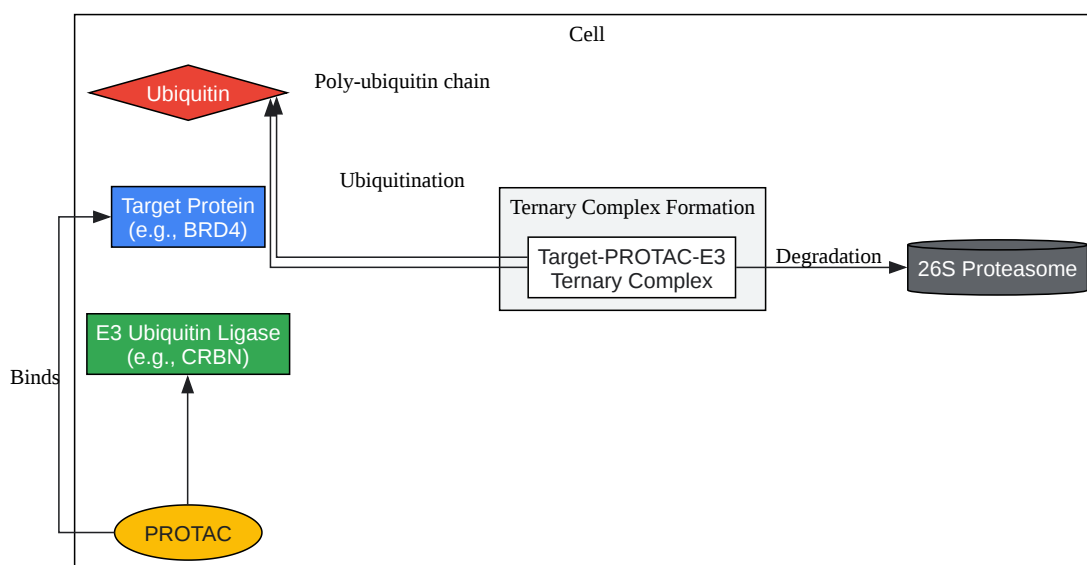 Cell
Ubiquitin
Poly-ubiquitin chain
Ubiquitination
Target Protein
(e.g., BRD4)
Ternary Complex Formation
Target-PROTAC-E3
Ternary Complex
Degradation
26S Proteasome
E3 Ubiquitin Ligase
(e.g., CRBN)
Binds
PROTAC